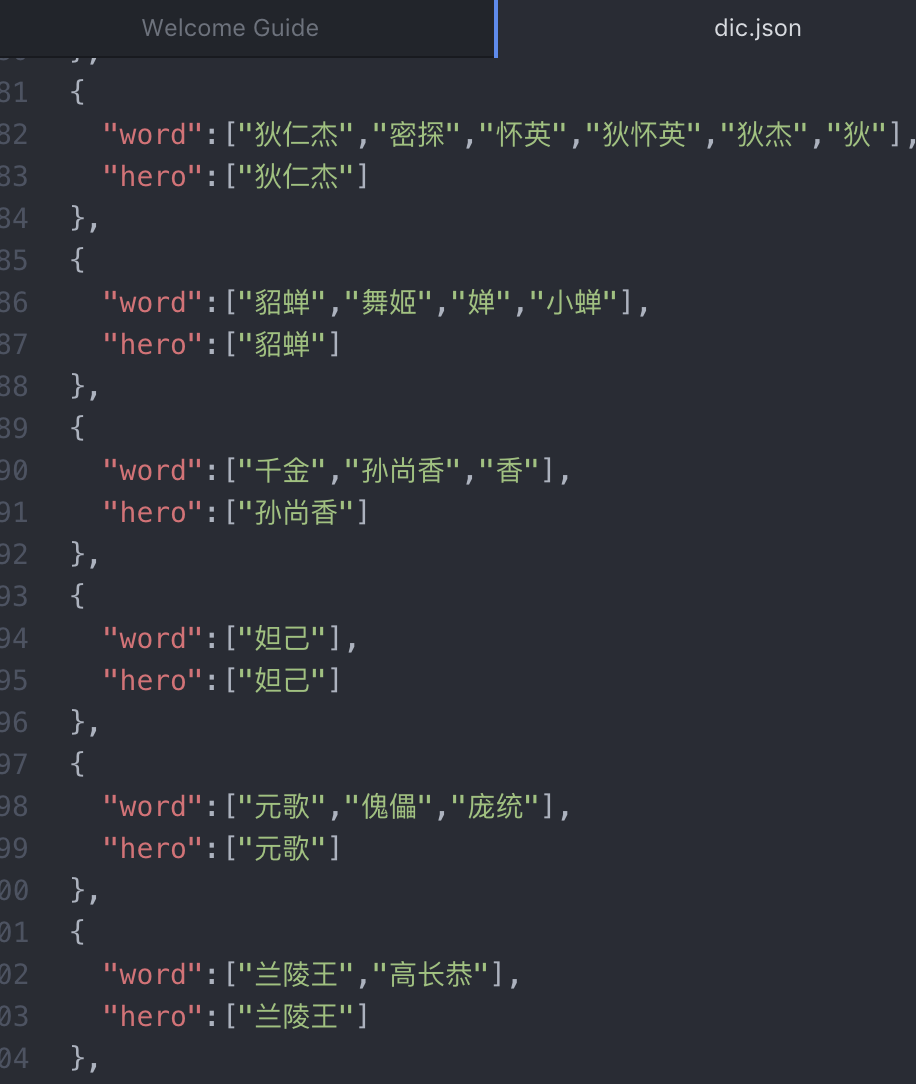 Welcome Guide
dic.json
},
81 {
82 "word":["狄仁杰","密探","怀英","狄怀英","狄杰","狄"],
83 "hero":["狄仁杰"]
84 },
85 {
86 "word":["貂蝉","舞姬","婵","小蝉"],
87 "hero":["貂蝉"]
88 },
89 {
90 "word":["千金","孙尚香","香"],
91 "hero":["孙尚香"]
92 },
93 {
94 "word":["妲己"],
95 "hero":["妲己"]
96 },
97 {
98 "word":["元歌","傀儡","庞统"],
99 "hero":["元歌"]
00 },
01 {
02 "word":["兰陵王","高长恭"],
03 "hero":["兰陵王"]
04 },